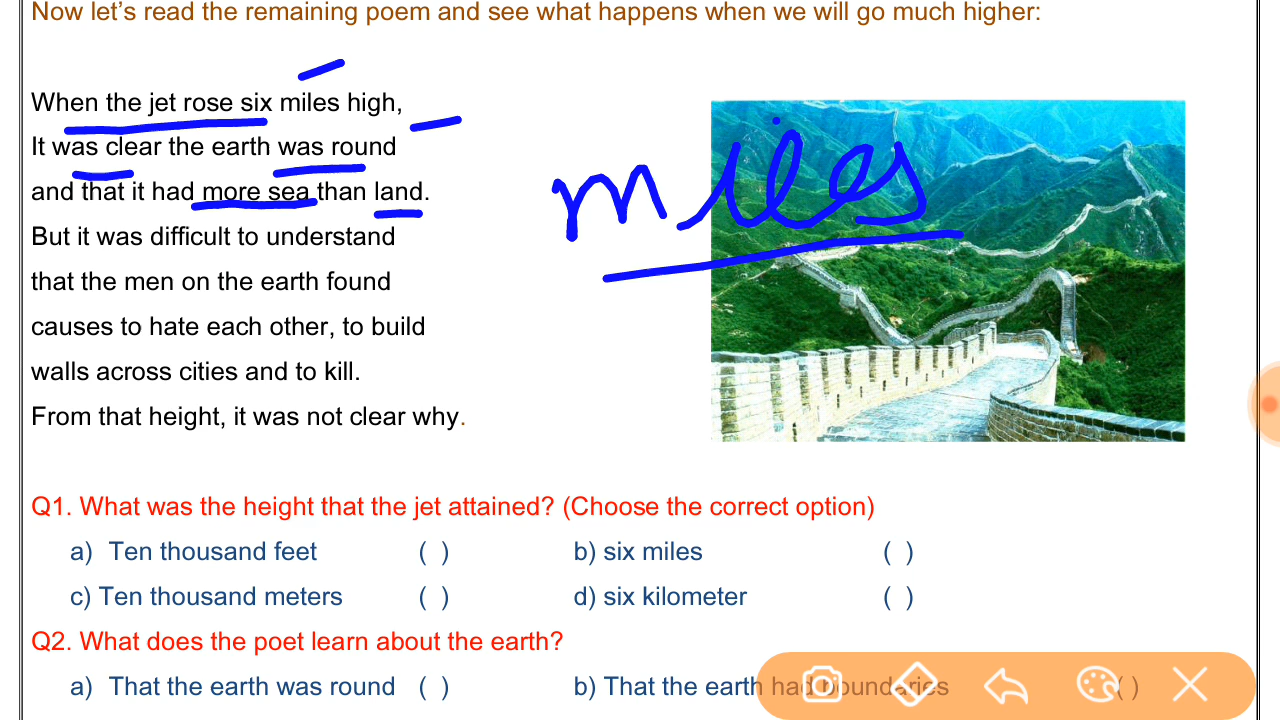 Now let’s read the remaining poem and see what happens when we will go much higher:
When the jet rose six miles high,
It was clear the earth was round
and that it had more sea than land.
But it was difficult to understand
that the men on the earth found
causes to hate each other, to build
walls across cities and to kill.
From that height, it was not clear why.
miles
Q1. What was the height that the jet attained? (Choose the correct option)
a) Ten thousand feet ( ) b) six miles ( )
c) Ten thousand meters ( ) d) six kilometer ( )
Q2. What does the poet learn about the earth?
a) That the earth was round ( ) b) That the earth had boundaries ( )